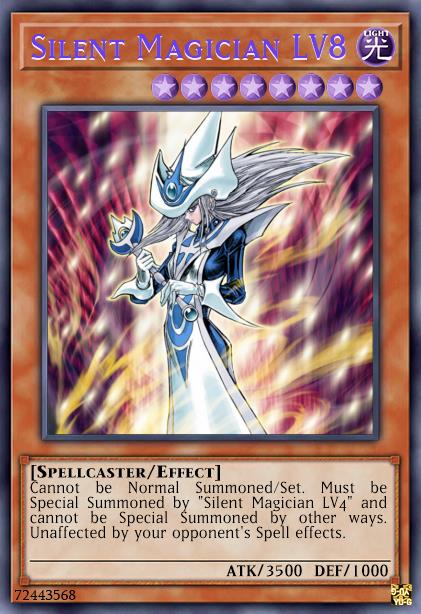 Silent Magician LV8
LIGHT
光
[Spellcaster/Effect]
Cannot be Normal Summoned/Set. Must be
Special Summoned by "Silent Magician LV4" and
cannot be Special Summoned by other ways.
Unaffected by your opponent's Spell effects.
ATK/3500 DEF/1000
72443568